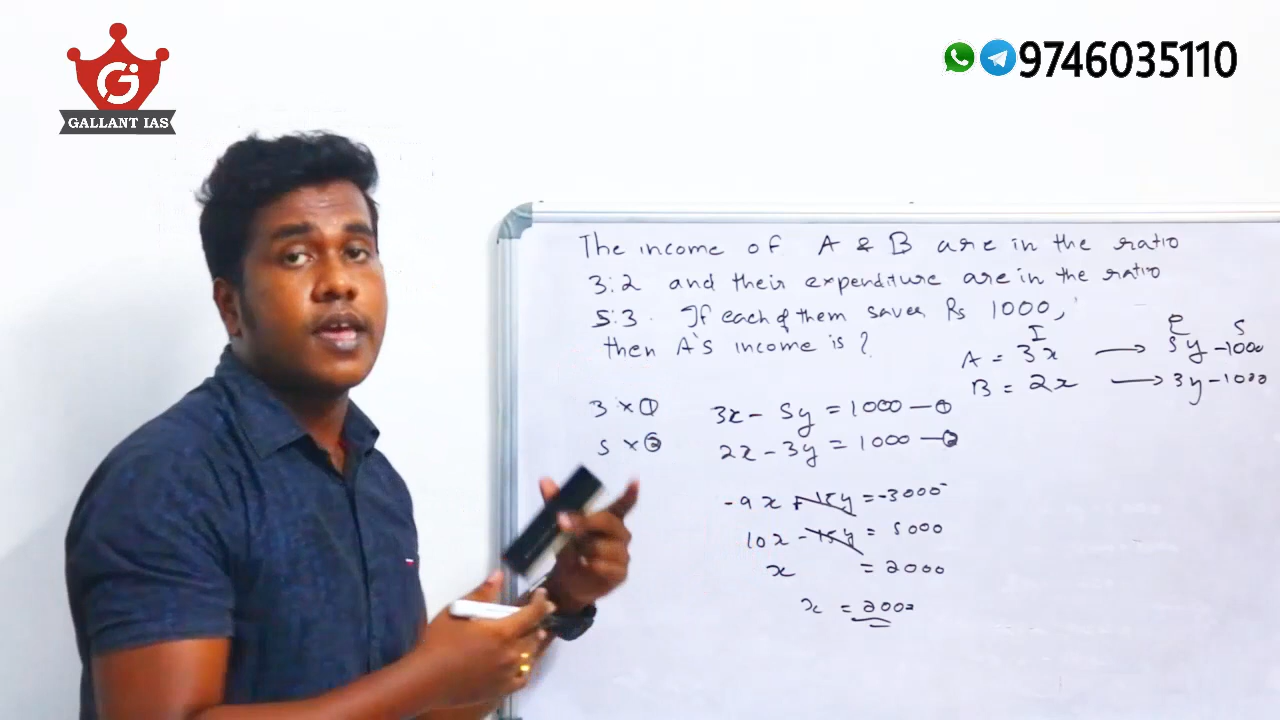 GALLANT IAS
9746035110
The income of A & B are in the ratio
3:2 and their expenditure are in the ratio
5:3. If each of them saves Rs 1000,
then A's income is?
I E S
A = 3x → 5y - 1000
B = 2x → 3y - 1000
3 × ① 3x - 5y = 1000 — ①
5 × ② 2x - 3y = 1000 — ②
-9x + 15y = -3000
10x - 15y = 5000
x = 2000
x = 2000